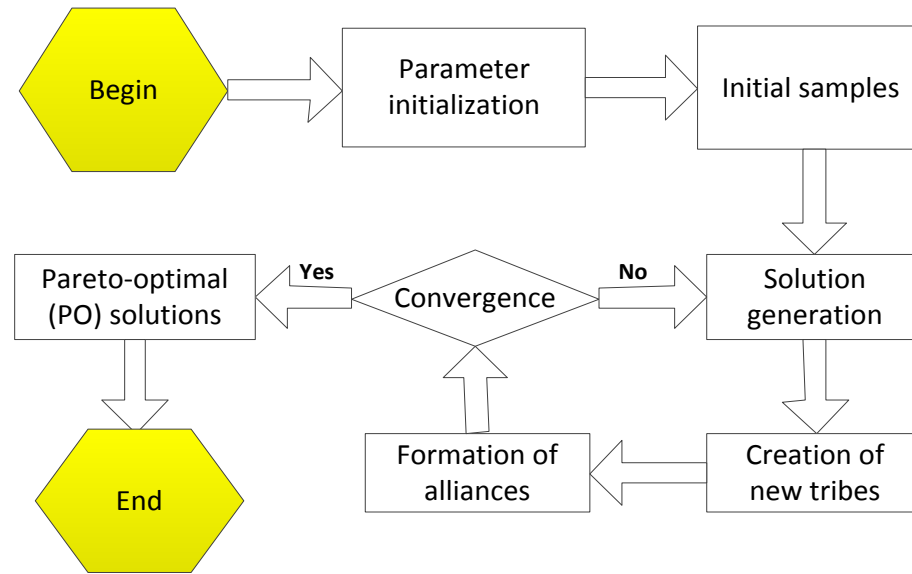 Begin
Parameter
initialization
Initial samples
Pareto-optimal
(PO) solutions
Yes
Convergence
No
Solution
generation
End
Formation of
alliances
Creation of
new tribes